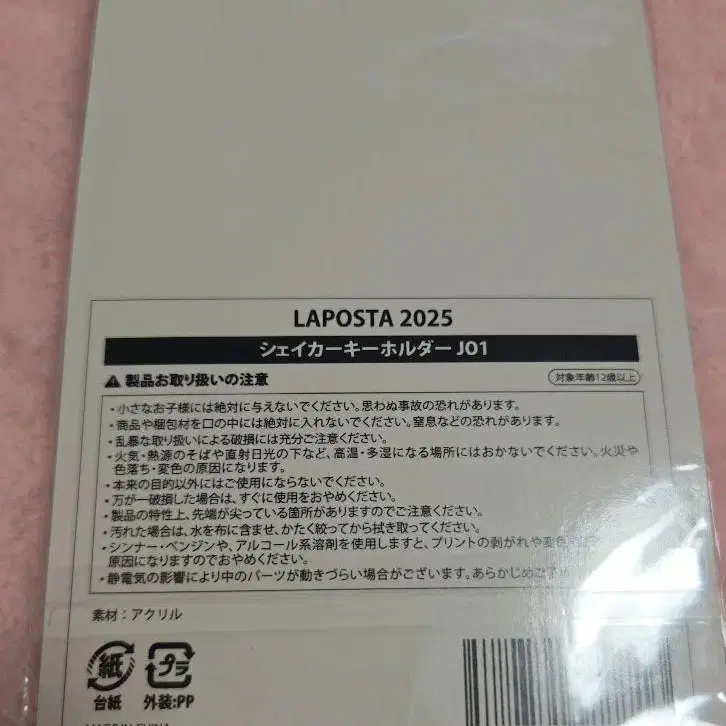 LAPOSTA 2025
シェイカーキーホルダー JO1
製品お取り扱いの注意
対象年齢12歳以上
・小さなお子様には絶対に与えないでください。思わぬ事故の恐れがあります。
・商品や梱包材を口の中には絶対に入れないでください。窒息などの恐れがあります。
・乱暴な取り扱いによる破損には充分ご注意ください。
・火気・熱源のそばや直射日光の下など、高温・多湿になる場所にはおかないでください。火災や
色落ち・変色の原因になります。
・本来の目的以外にはご使用にならないでください。
・万が一破損した場合は、すぐに使用をおやめください。
・製品の特性上、先端が尖っている箇所がありますのでご注意ください。
・汚れた場合は、水を布に含ませ、かたく絞ってから拭き取ってください。
・シンナー・ベンジンや、アルコール系溶剤を使用しますと、プリントの剥がれや変色
原因になりますのでおやめください。
・静電気の影響により中のパーツが動きづらい場合がございます。あらかじめご了
素材：アクリル
紙 プラ
台紙 外装:PP
MADE IN CHINA